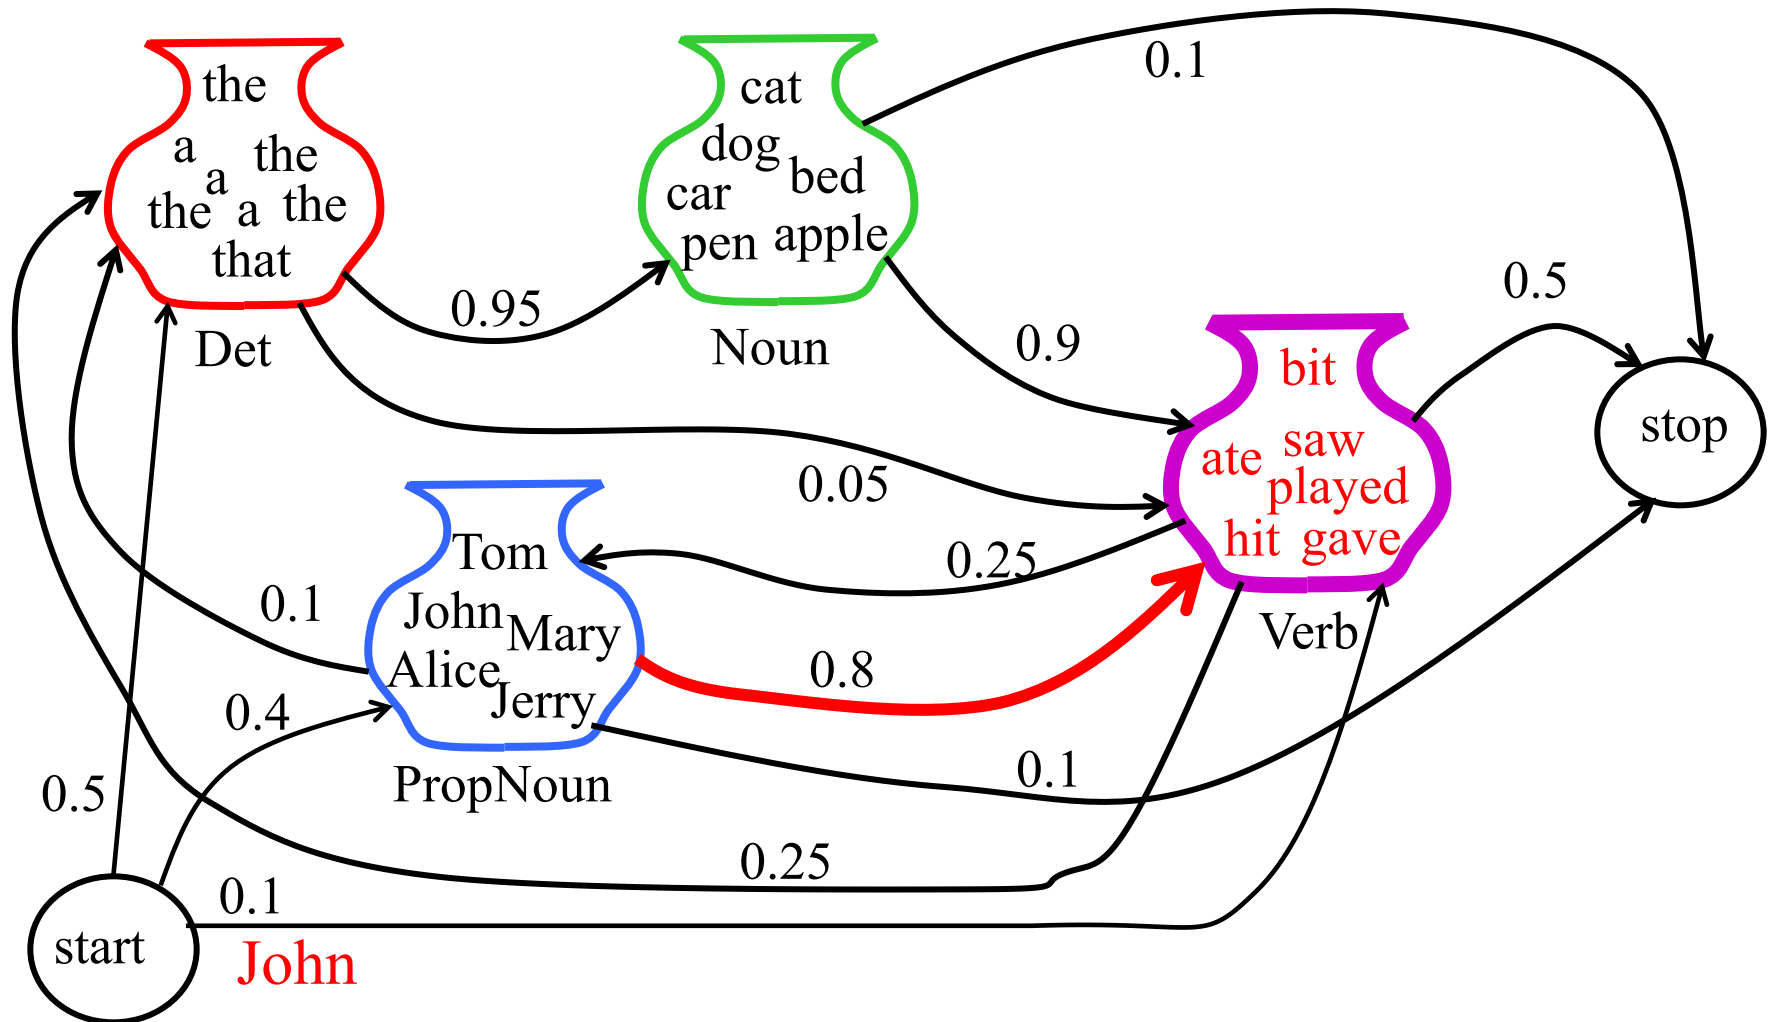 0.1
the
cat
a the
dog
a
bed
the a the
car
that
pen apple
0.5
0.95
0.9
Det
Noun
bit
saw
ate
stop
played
0.05
hit gave
Tom
0.25
0.1
John
Mary
Verb
Alice
0.8
Jerry
0.4
0.1
PropNoun
0.5
0.25
0.1
start
John